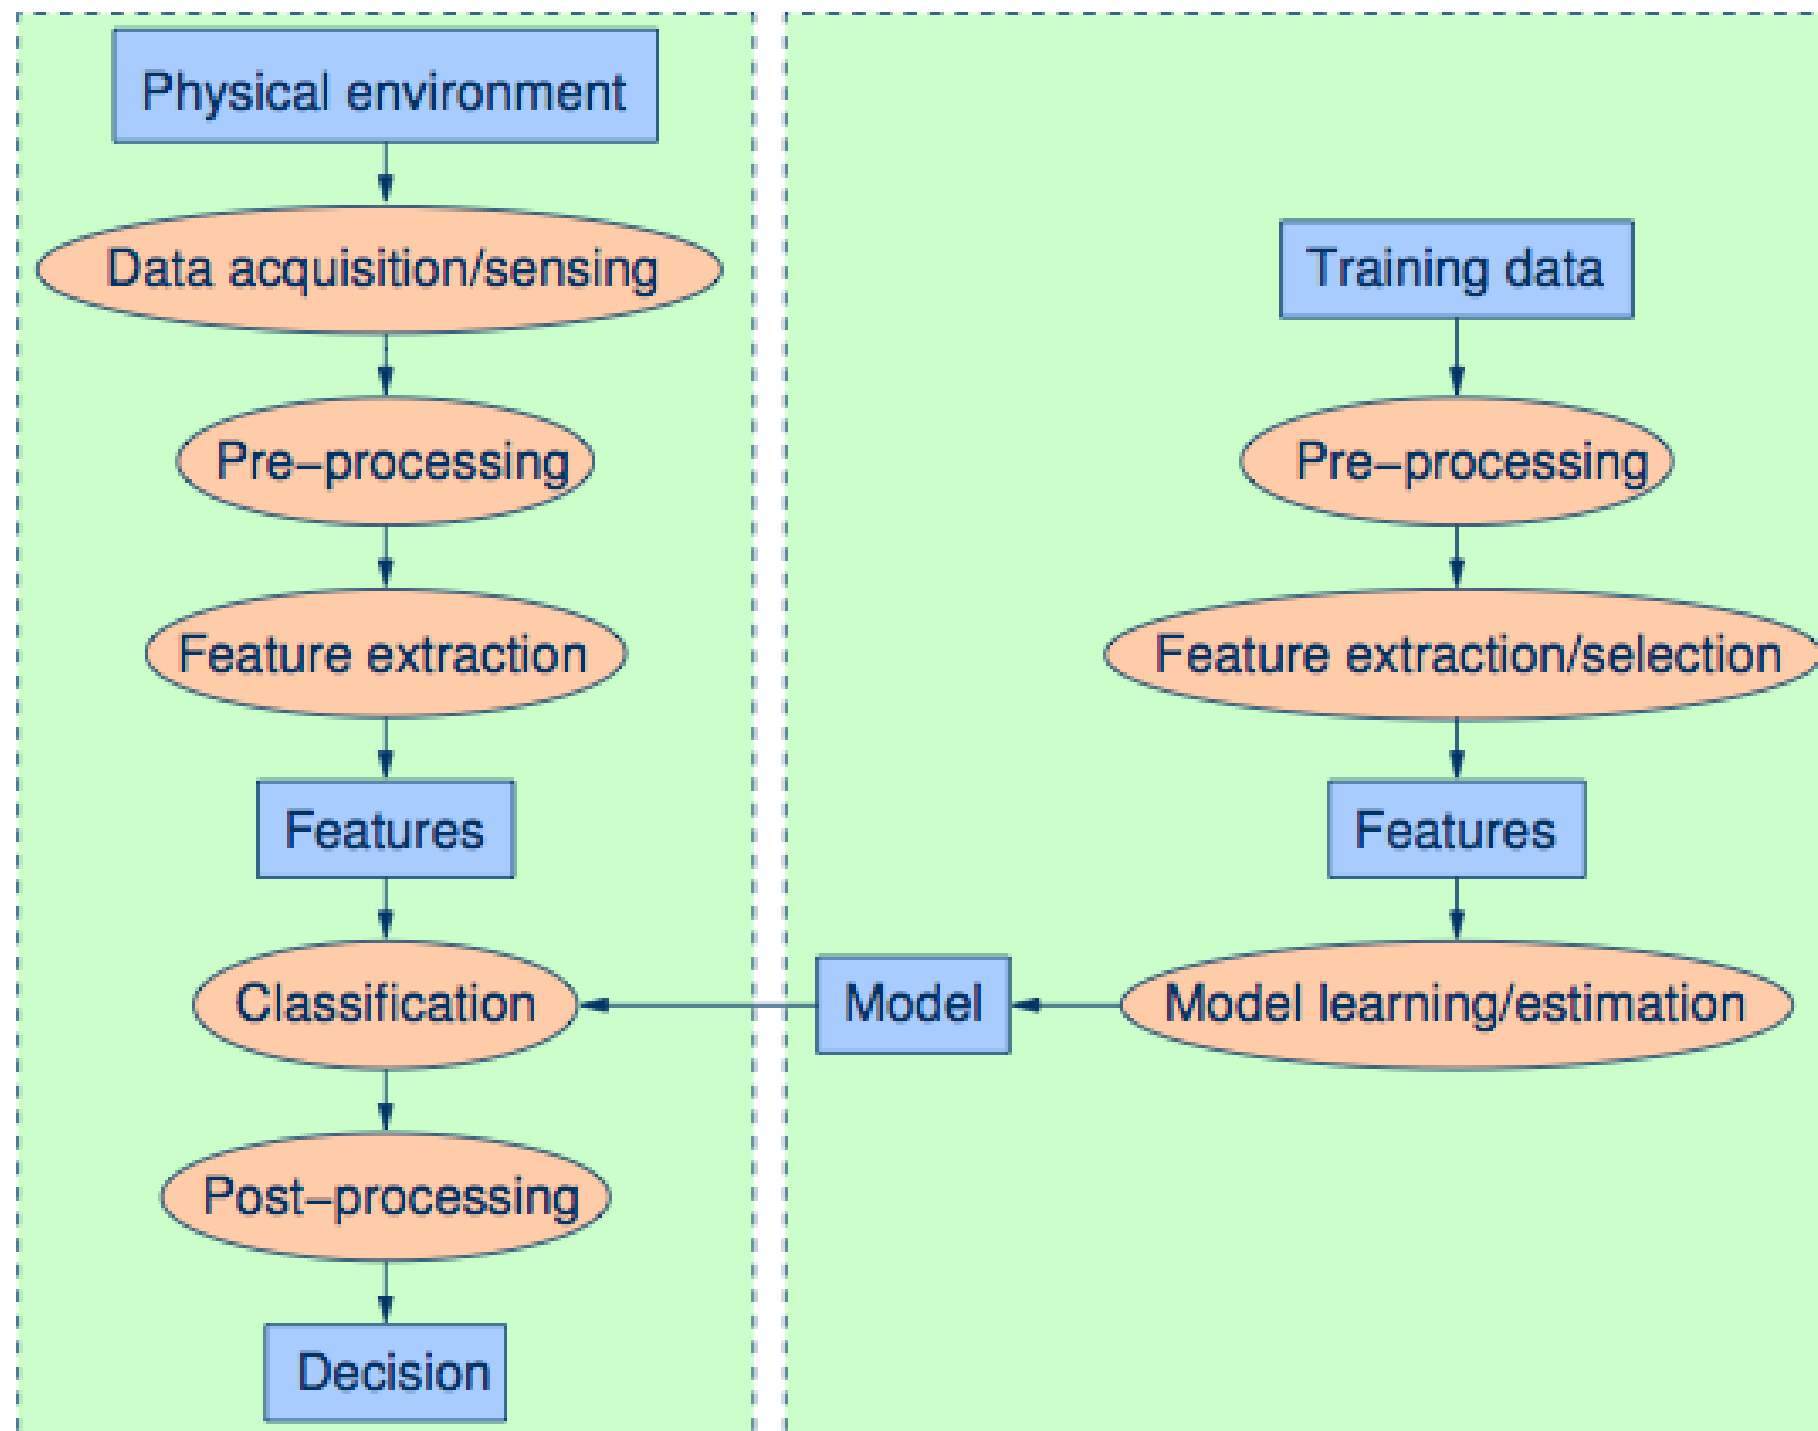 Physical environment
Data acquisition/sensing
Pre–processing
Feature extraction
Features
Classification
Post–processing
Decision
Training data
Pre–processing
Feature extraction/selection
Features
Model learning/estimation
Model